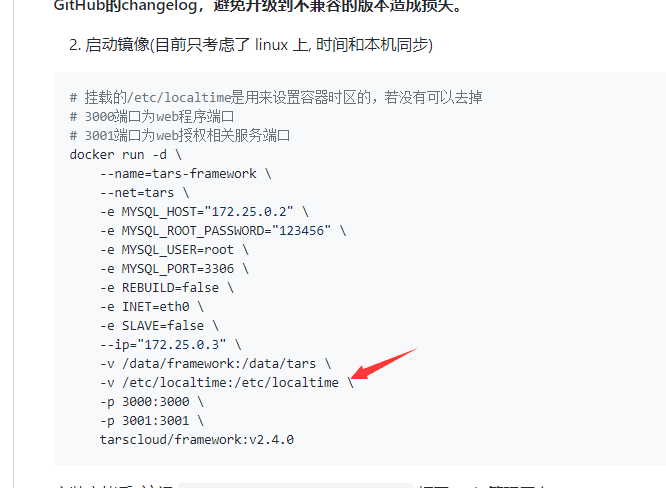 GitHub的changelog，避免升级到不兼容的版本造成损失。
2. 启动镜像(目前只考虑了 linux 上, 时间和本机同步)
# 挂载的/etc/localtime是用来设置容器时区的，若没有可以去掉
# 3000端口为web程序端口
# 3001端口为web授权相关服务端口
docker run -d \
--name=tars-framework \
--net=tars \
-e MYSQL_HOST="172.25.0.2" \
-e MYSQL_ROOT_PASSWORD="123456" \
-e MYSQL_USER=root \
-e MYSQL_PORT=3306 \
-e REBUILD=false \
-e INET=eth0 \
-e SLAVE=false \
--ip="172.25.0.3" \
-v /data/framework:/data/tars \
-v /etc/localtime:/etc/localtime \
-p 3000:3000 \
-p 3001:3001 \
tarscloud/framework:v2.4.0